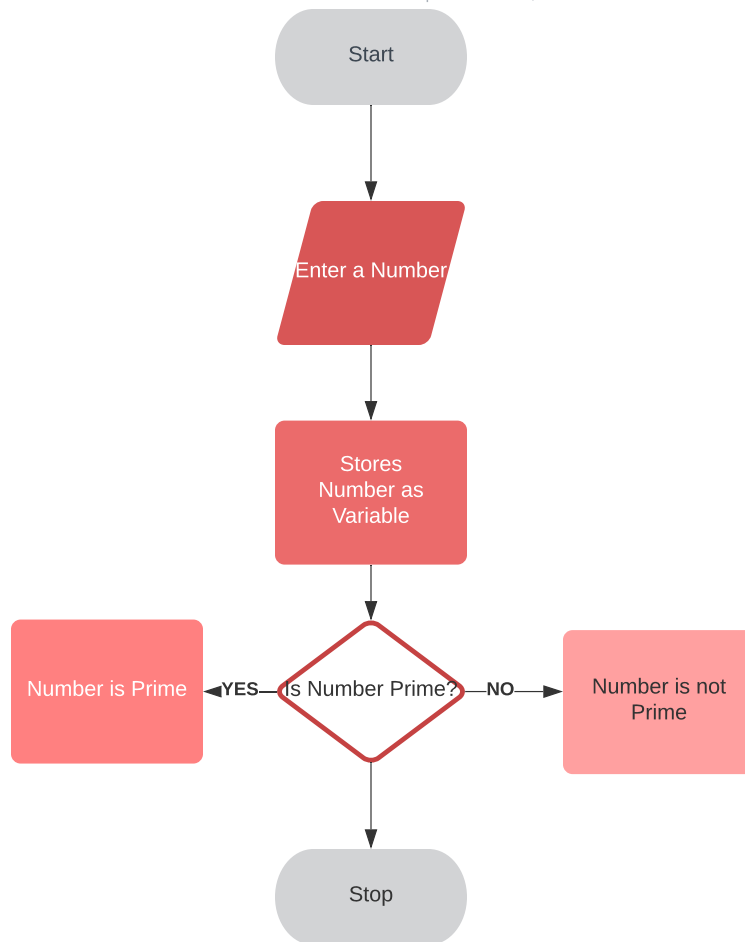 Start
Enter a Number
Stores
Number as
Variable
Number is Prime
YES
Is Number Prime?
NO
Number is not
Prime
Stop